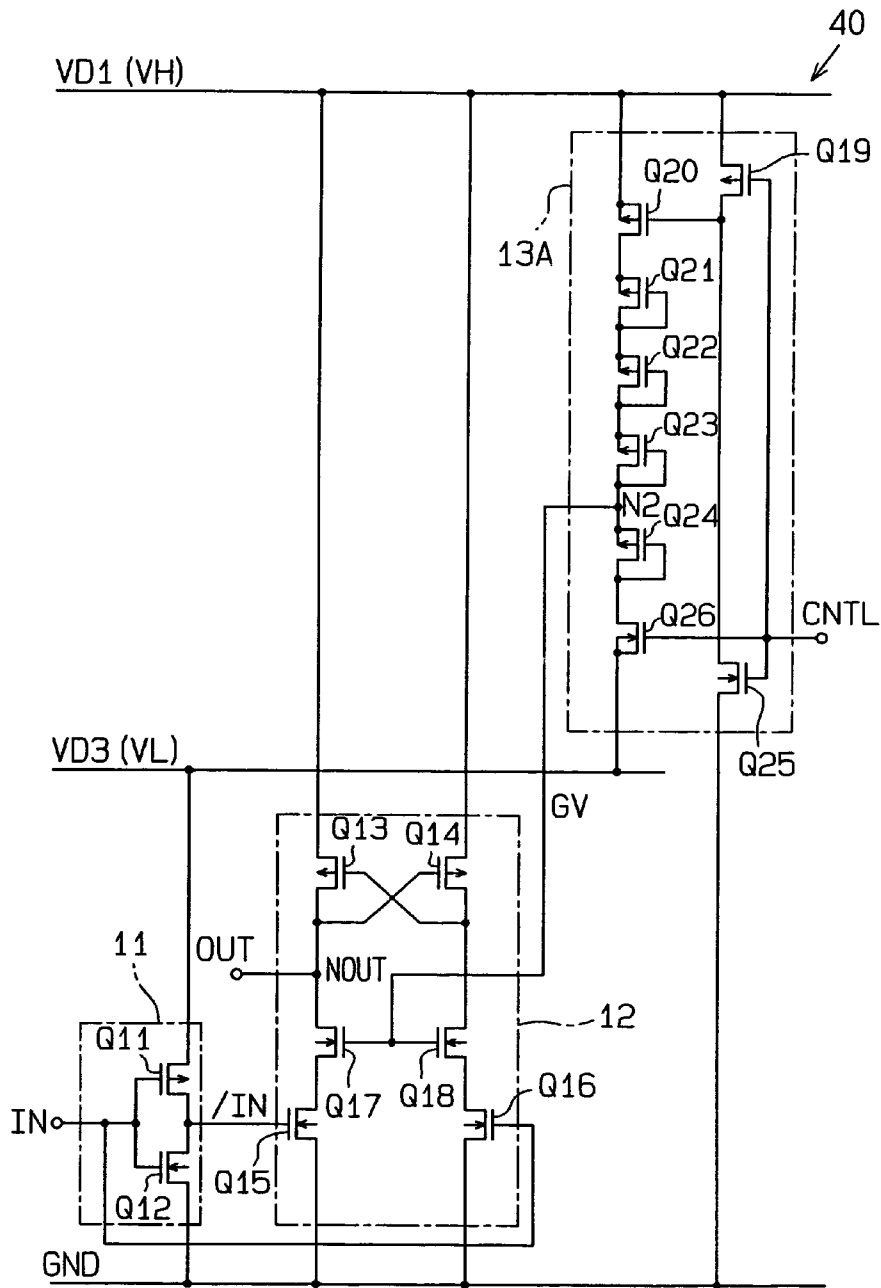 40
VD1 (VH)
Q19
Q20
13A
Q21
Q22
Q23
N2
Q24
Q26
CNTL
VD3 (VL)
Q25
GV
Q13
Q14
OUT
11
NOUT
12
Q11
Q17
Q18
Q16
/IN
IN
Q15
Q12
GND